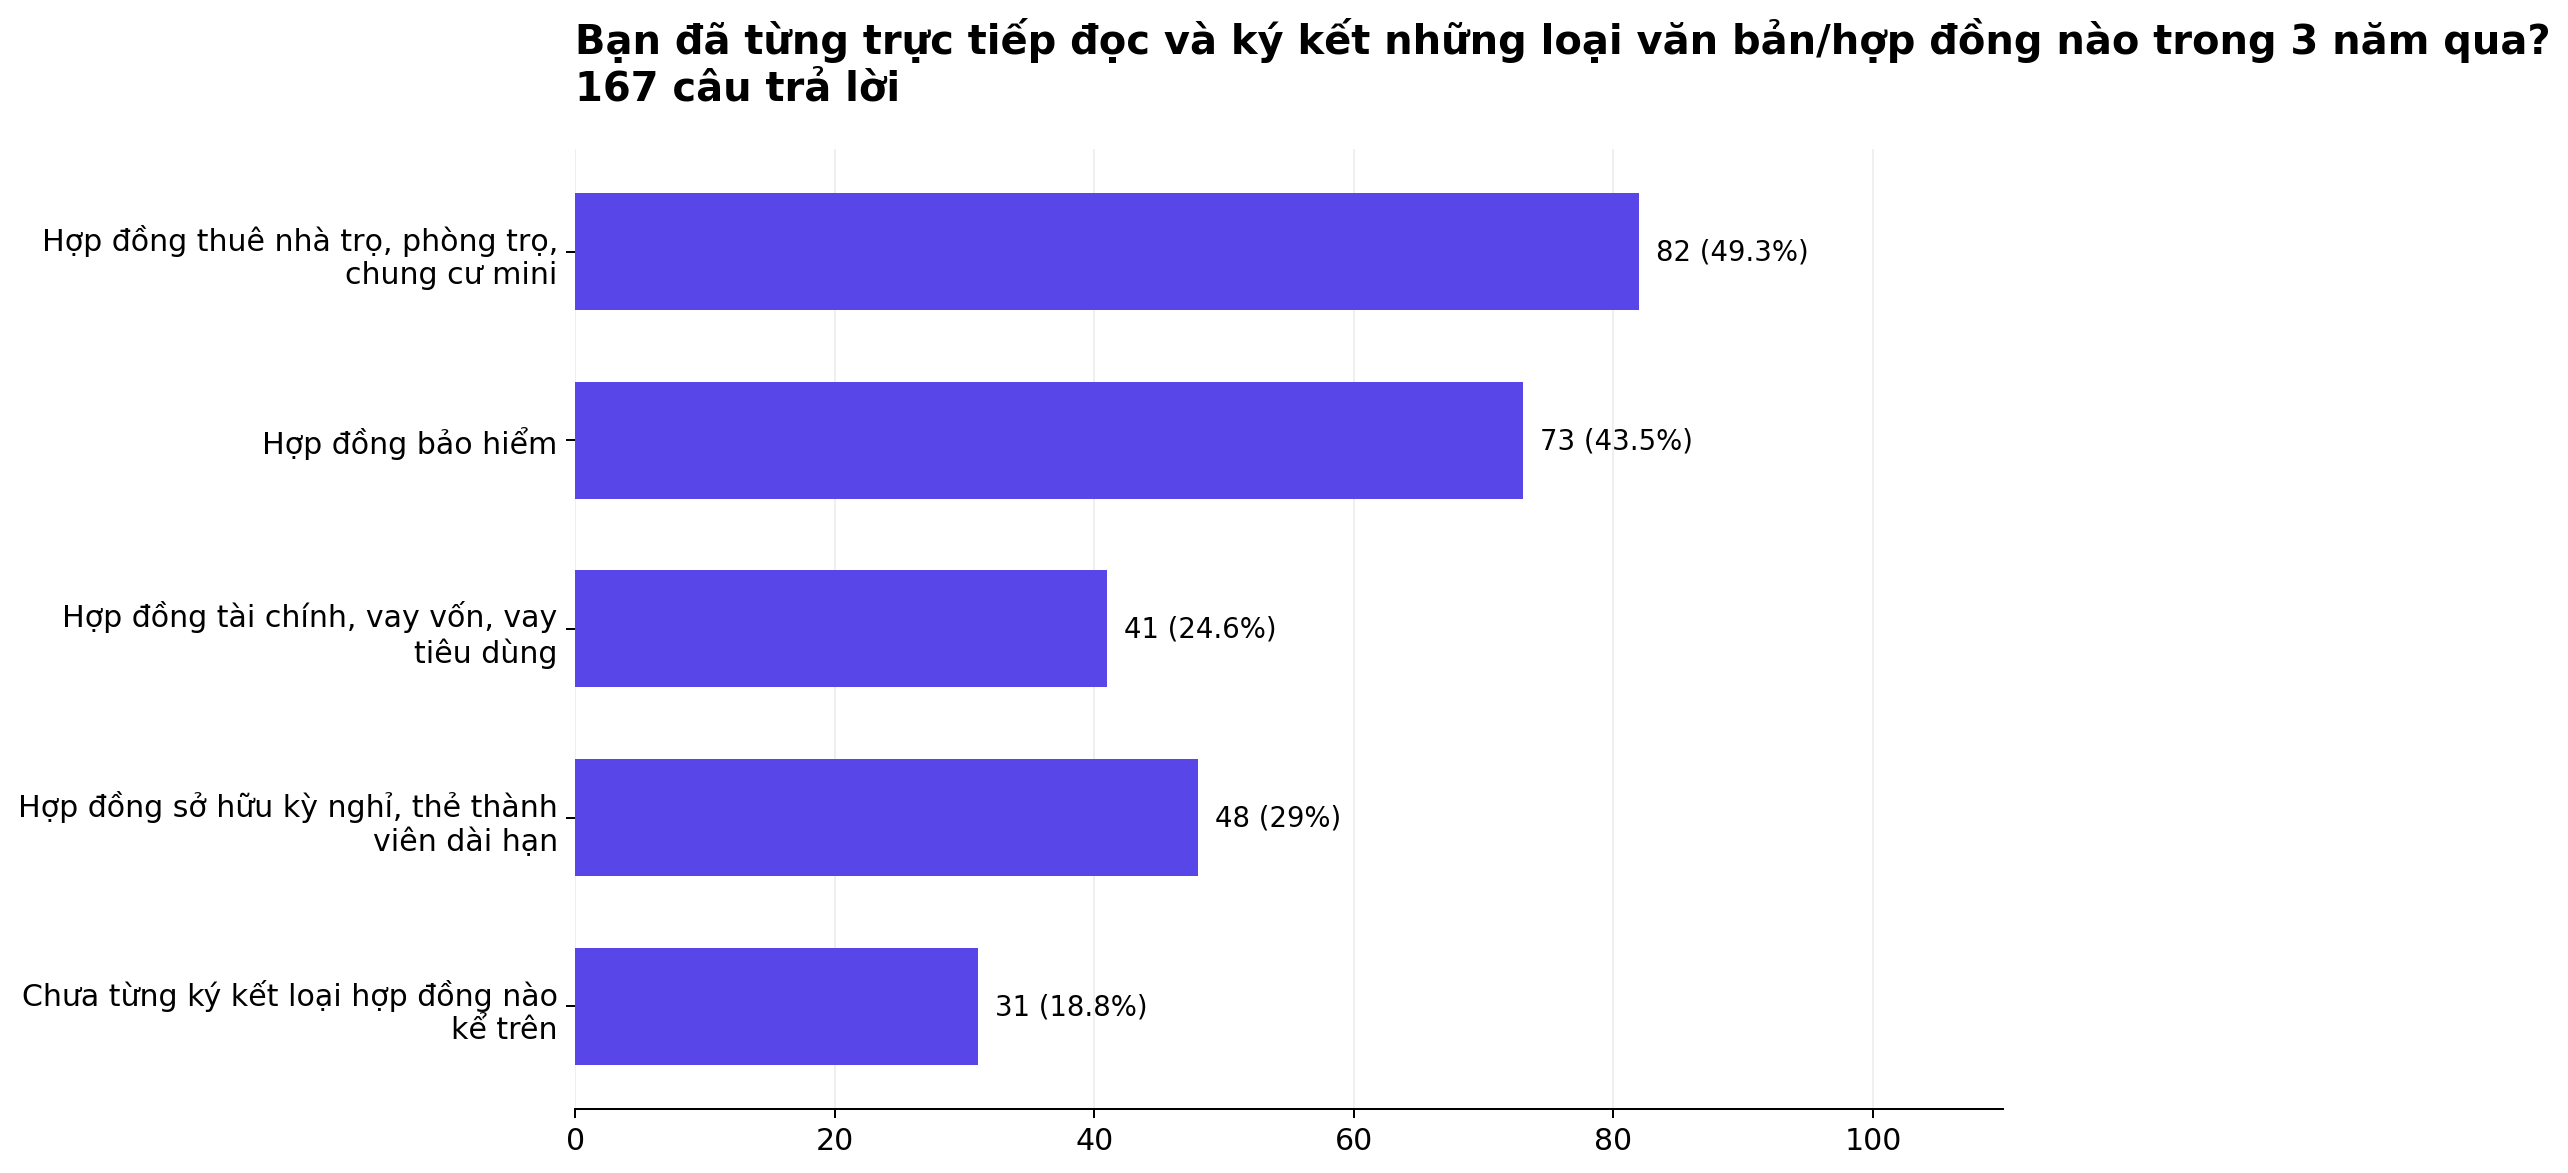 Bạn đã từng trực tiếp đọc và ký kết những loại văn bản/hợp đồng nào trong 3 năm qua?
167 câu trả lời
Hợp đồng thuê nhà trọ, phòng trọ,
chung cư mini
82 (49.3%)
Hợp đồng bảo hiểm
73 (43.5%)
Hợp đồng tài chính, vay vốn, vay
tiêu dùng
41 (24.6%)
Hợp đồng sở hữu kỳ nghỉ, thẻ thành
viên dài hạn
48 (29%)
Chưa từng ký kết loại hợp đồng nào
kể trên
31 (18.8%)
0 20 40 60 80 100